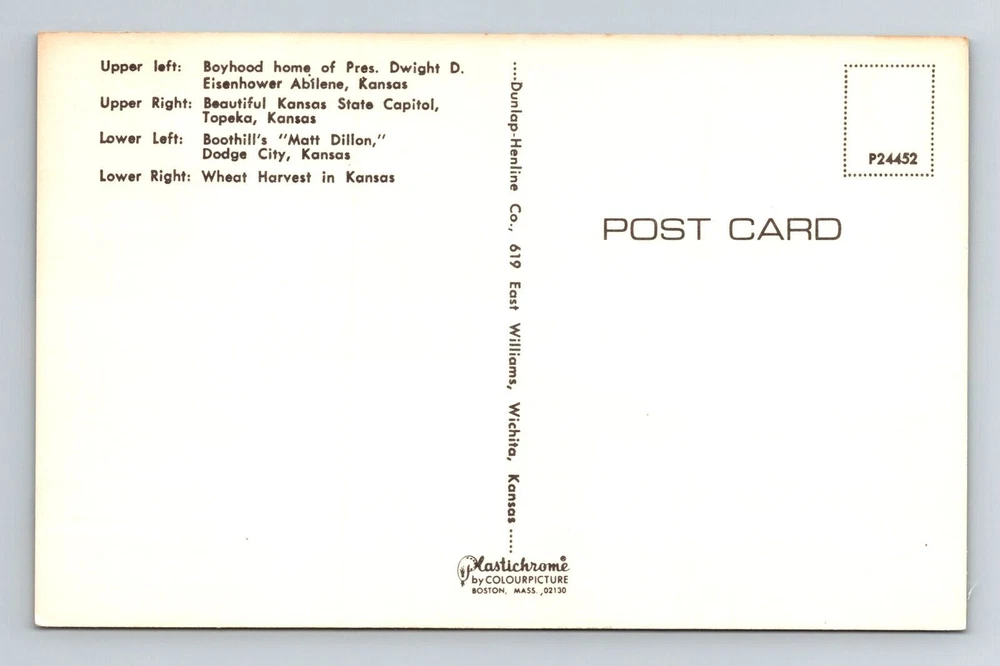 Upper left: Boyhood home of Pres. Dwight D.
Eisenhower Abilene, Kansas
Upper Right: Beautiful Kansas State Capitol,
Topeka, Kansas
Lower Left: Boothill's "Matt Dillon,"
Dodge City, Kansas
Lower Right: Wheat Harvest in Kansas
Dunlap-Henline Co., 619 East Williams, Wichita, Kansas
Plastichrome®
by COLOURPICTURE
BOSTON, MASS., 02130
P24452
POST CARD